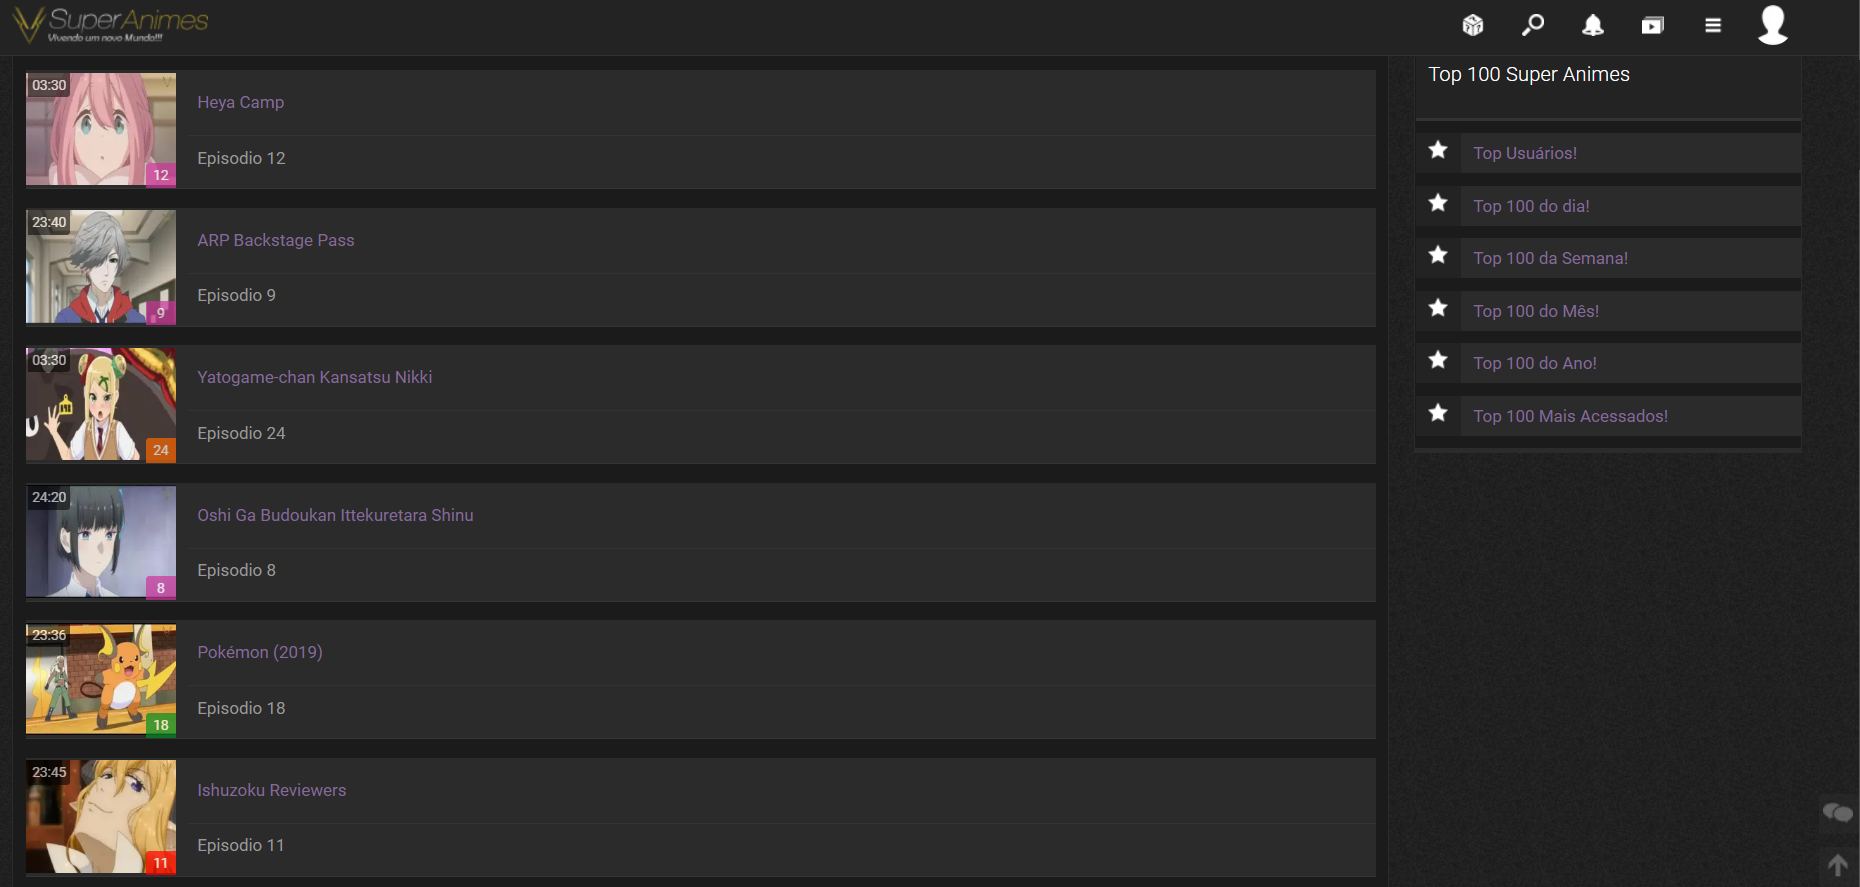 SuperAnimes
Vivendo um novo Mundo!!!
03:30
12
Heya Camp
Episodio 12
23:40
9
ARP Backstage Pass
Episodio 9
03:30
24
Yatogame-chan Kansatsu Nikki
Episodio 24
24:20
8
Oshi Ga Budoukan Ittekuretara Shinu
Episodio 8
23:36
18
Pokémon (2019)
Episodio 18
23:45
11
Ishuzoku Reviewers
Episodio 11
Top 100 Super Animes
Top Usuários!
Top 100 do dia!
Top 100 da Semana!
Top 100 do Mês!
Top 100 do Ano!
Top 100 Mais Acessados!